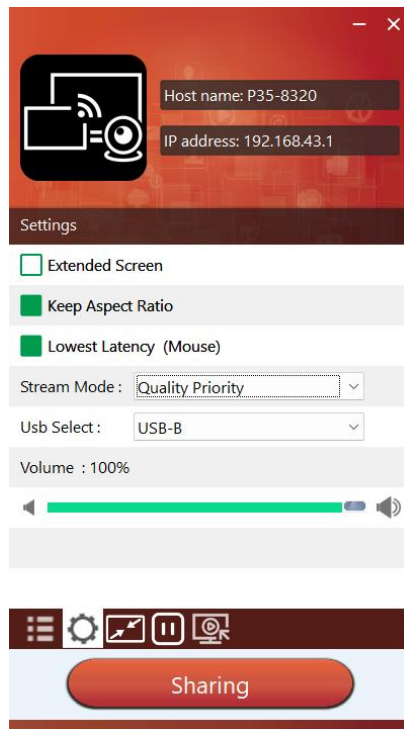 Host name: P35-8320
IP address: 192.168.43.1
Settings
Extended Screen
Keep Aspect Ratio
Lowest Latency (Mouse)
Stream Mode : Quality Priority
Usb Select : USB-B
Volume : 100%
Sharing